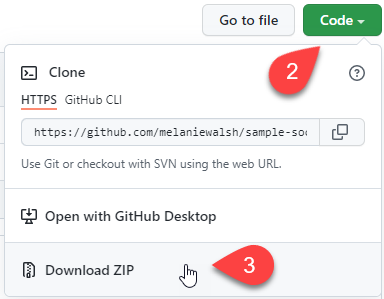 Go to file
Code
2
Clone
HTTPS GitHub CLI
https://github.com/melaniewalsh/sample-so
Use Git or checkout with SVN using the web URL.
Open with GitHub Desktop
Download ZIP
3